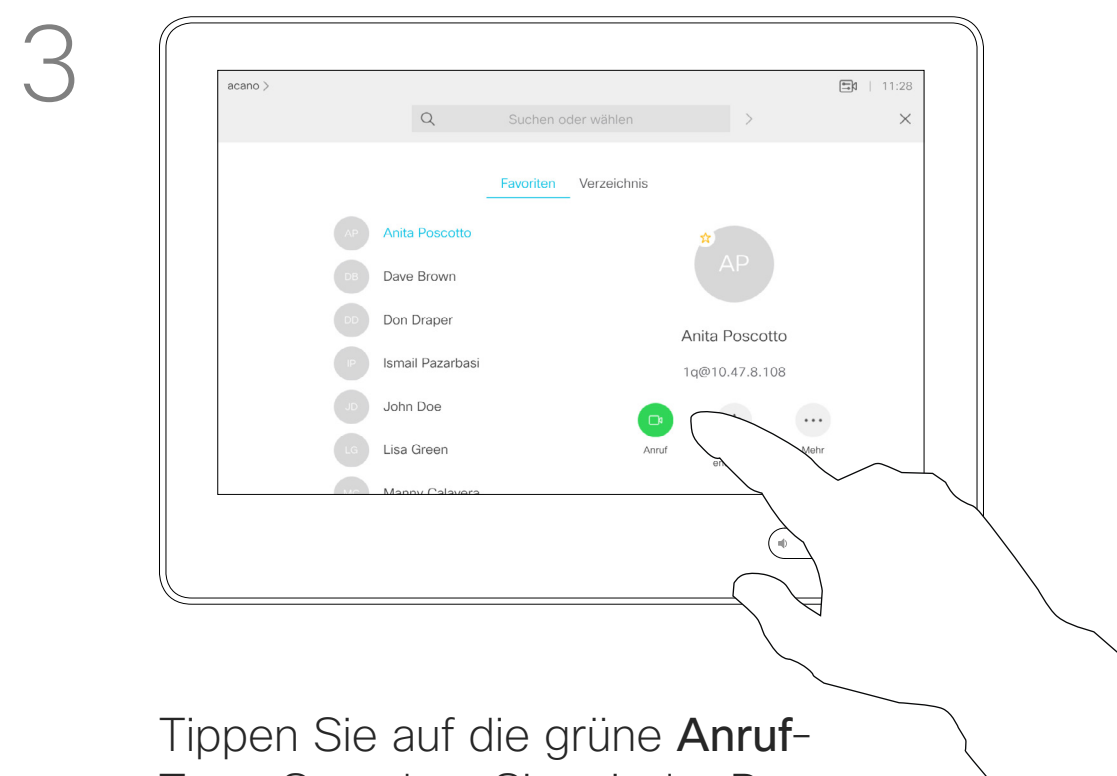 3
acano >
11:28
Suchen oder wählen
Favoriten Verzeichnis
AP Anita Poscotto
DB Dave Brown
DD Don Draper
IP Ismail Pazarbasi
JD John Doe
LG Lisa Green
Manny Calavera
AP
Anita Poscotto
1q@10.47.8.108
Anruf
Mehr
Tippen Sie auf die grüne Anruf-